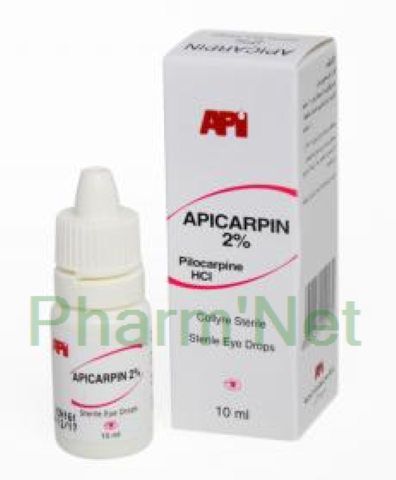 APICARPIN
2%
API
APICARPIN
2%
Pilocarpine
HCl
Collyre Stérile
Sterile Eye Drops
10 ml
Pharm'Net
API
APICARPIN 2%
Sterile Eye Drops
10 ml